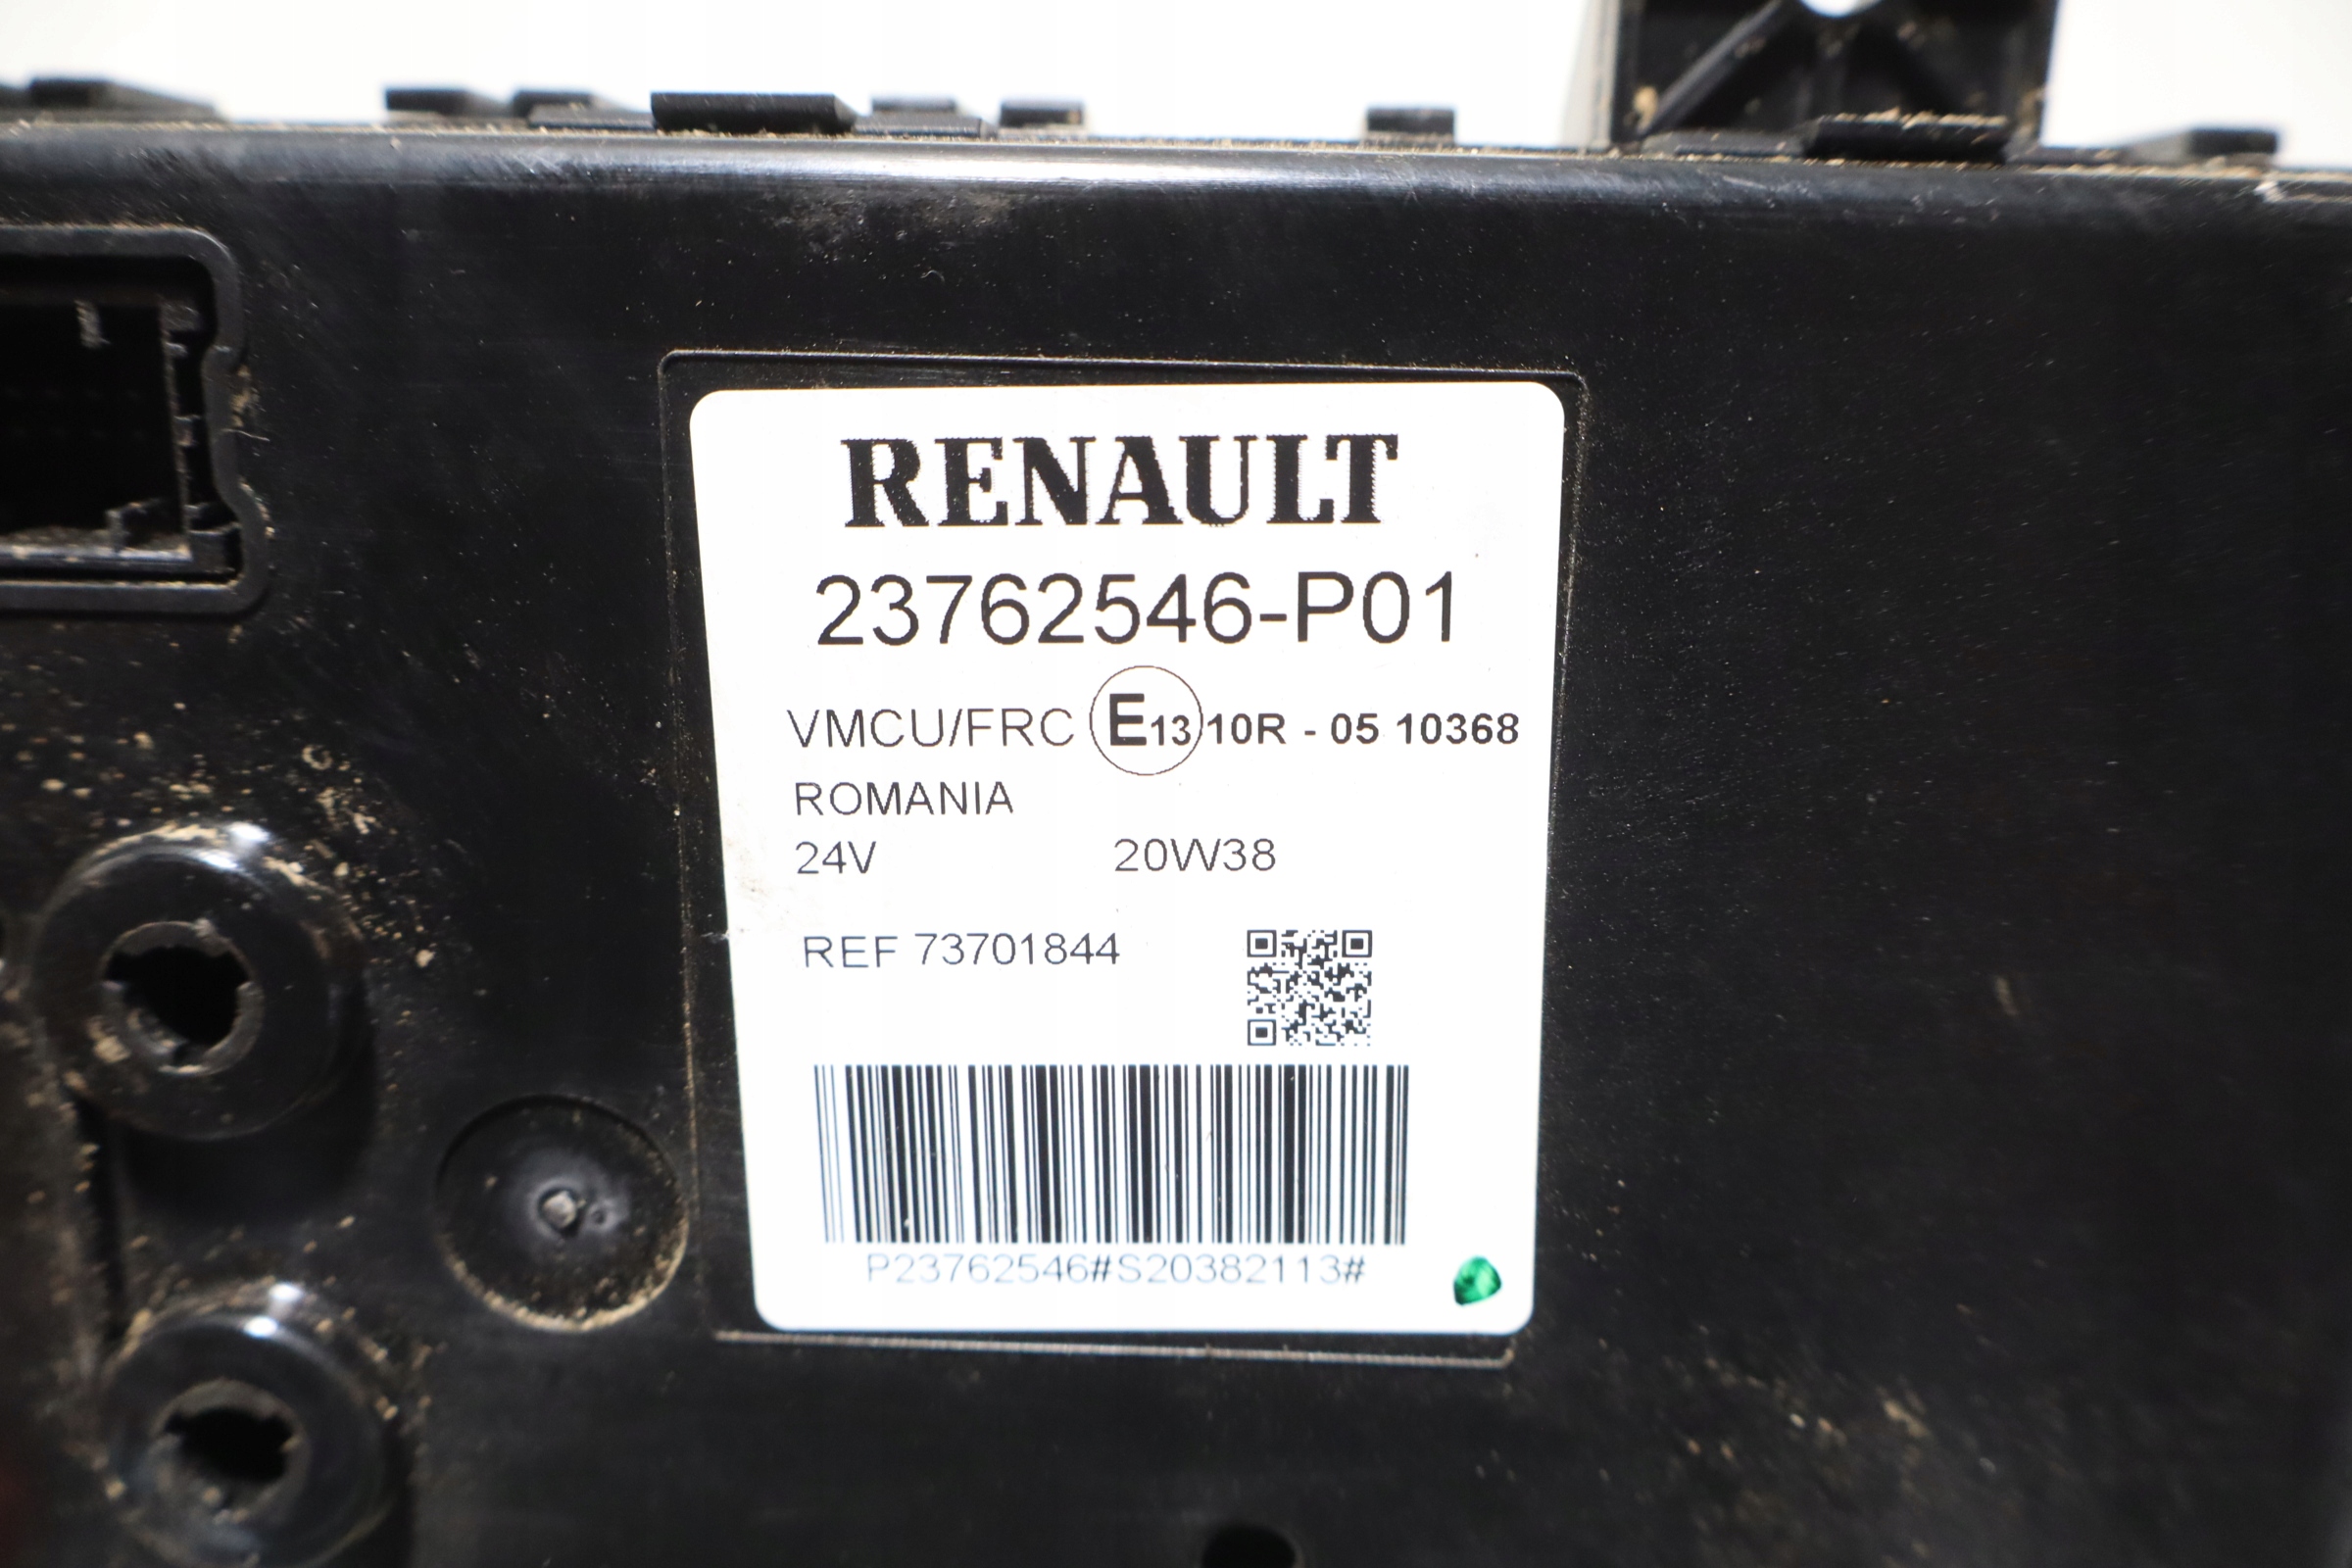 RENAULT
23762546-P01
VMCU/FRC E13 10R - 05 10368
ROMANIA
24V 20W38
REF 73701844
P23762546#S20382113#